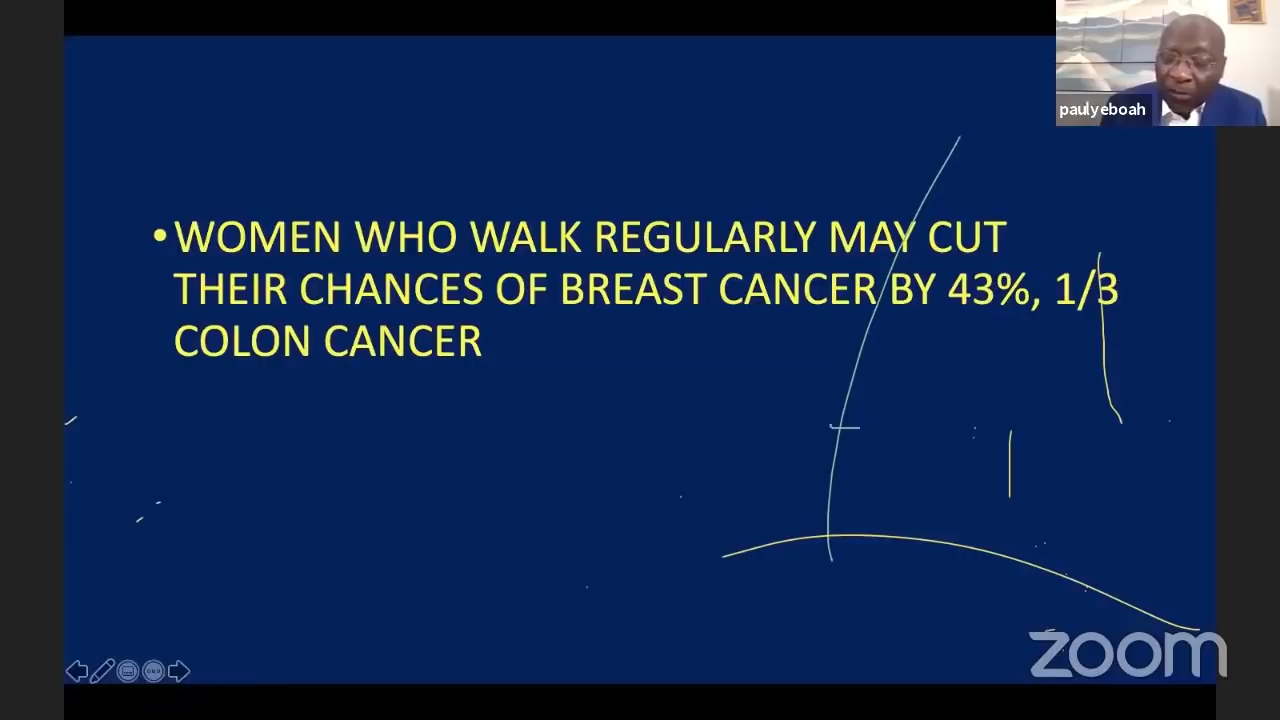 paulyeboah
•WOMEN WHO WALK REGULARLY MAY CUT
THEIR CHANCES OF BREAST CANCER BY 43%, 1/3
COLON CANCER
zoom